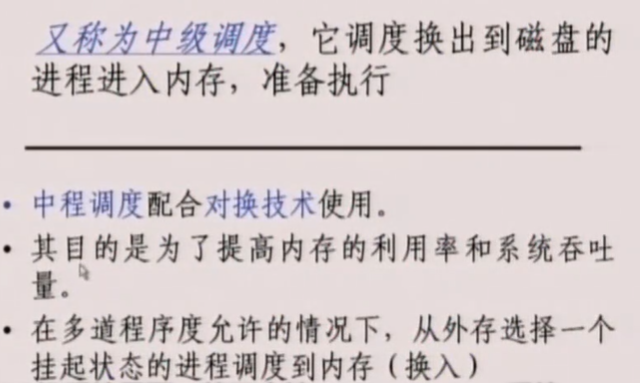 又称为中级调度，它调度换出到磁盘的
进程进入内存，准备执行
• 中程调度配合对换技术使用。
• 其目的是为了提高内存的利用率和系统吞吐
量。
• 在多道程序度允许的情况下，从外存选择一个
挂起状态的进程调度到内存（换入）